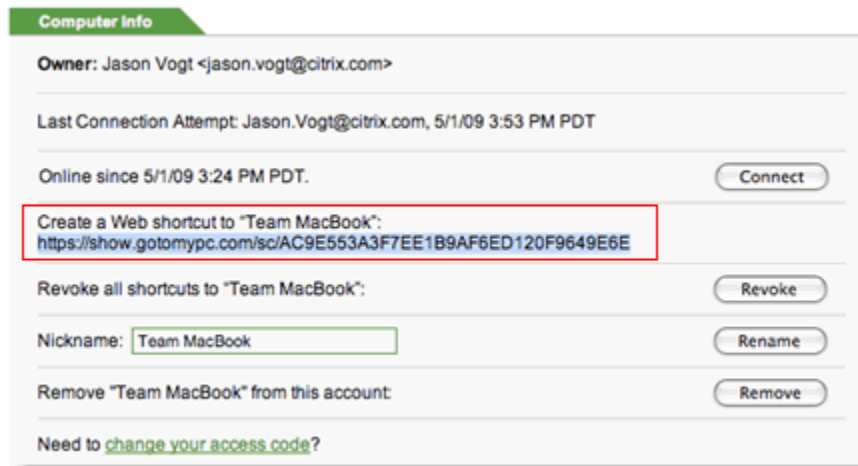 Computer Info
Owner: Jason Vogt <jason.vogt@citrix.com>
Last Connection Attempt: Jason.Vogt@citrix.com, 5/1/09 3:53 PM PDT
Online since 5/1/09 3:24 PM PDT.
Connect
Create a Web shortcut to "Team MacBook":
https://show.gotomypc.com/sc/AC9E553A3F7EE1B9AF6ED120F9649E6E
Revoke all shortcuts to "Team MacBook":
Revoke
Nickname: Team MacBook
Rename
Remove "Team MacBook" from this account:
Remove
Need to change your access code?